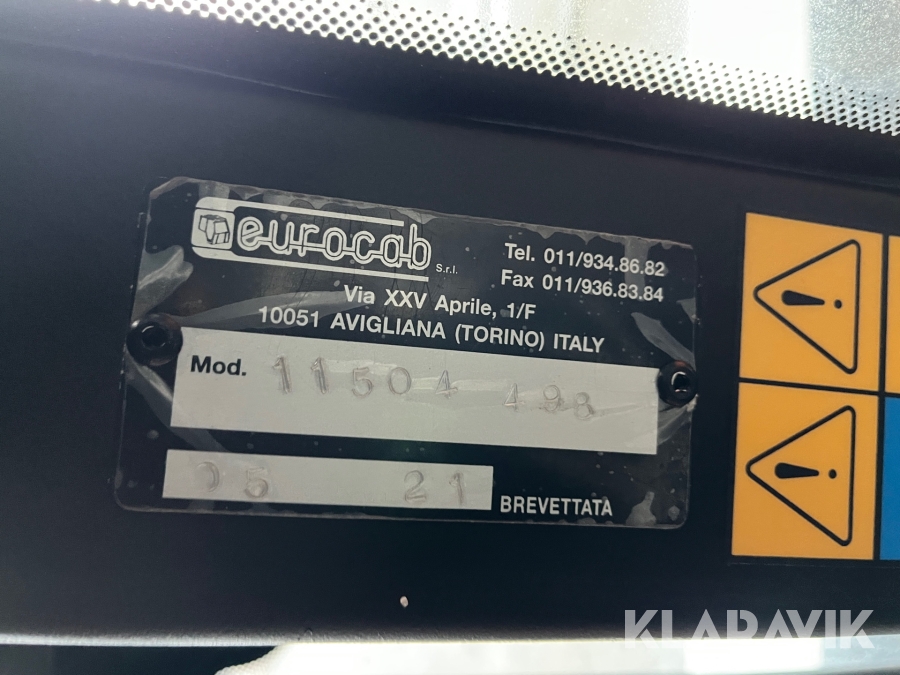 eurocab S.r.l.
Tel. 011/934.86.82
Fax 011/936.83.84
Via XXV Aprile, 1/F
10051 AVIGLIANA (TORINO) ITALY
Mod. 11504 498
05 21
BREVETTATA
KLARAVIK